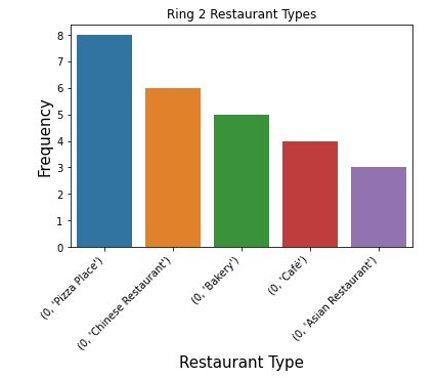 Ring 2 Restaurant Types
Frequency
8
7
6
5
4
3
2
1
0
(0, 'Pizza Place')
(0, 'Chinese Restaurant')
(0, 'Bakery')
(0, 'Café')
(0, 'Asian Restaurant')
Restaurant Type